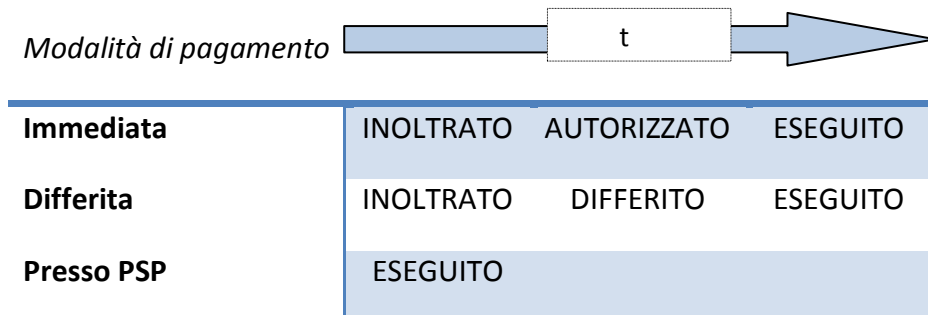 Modalità di pagamento t
Immediata INOLTRATO AUTORIZZATO ESEGUITO
Differita INOLTRATO DIFFERITO ESEGUITO
Presso PSP ESEGUITO